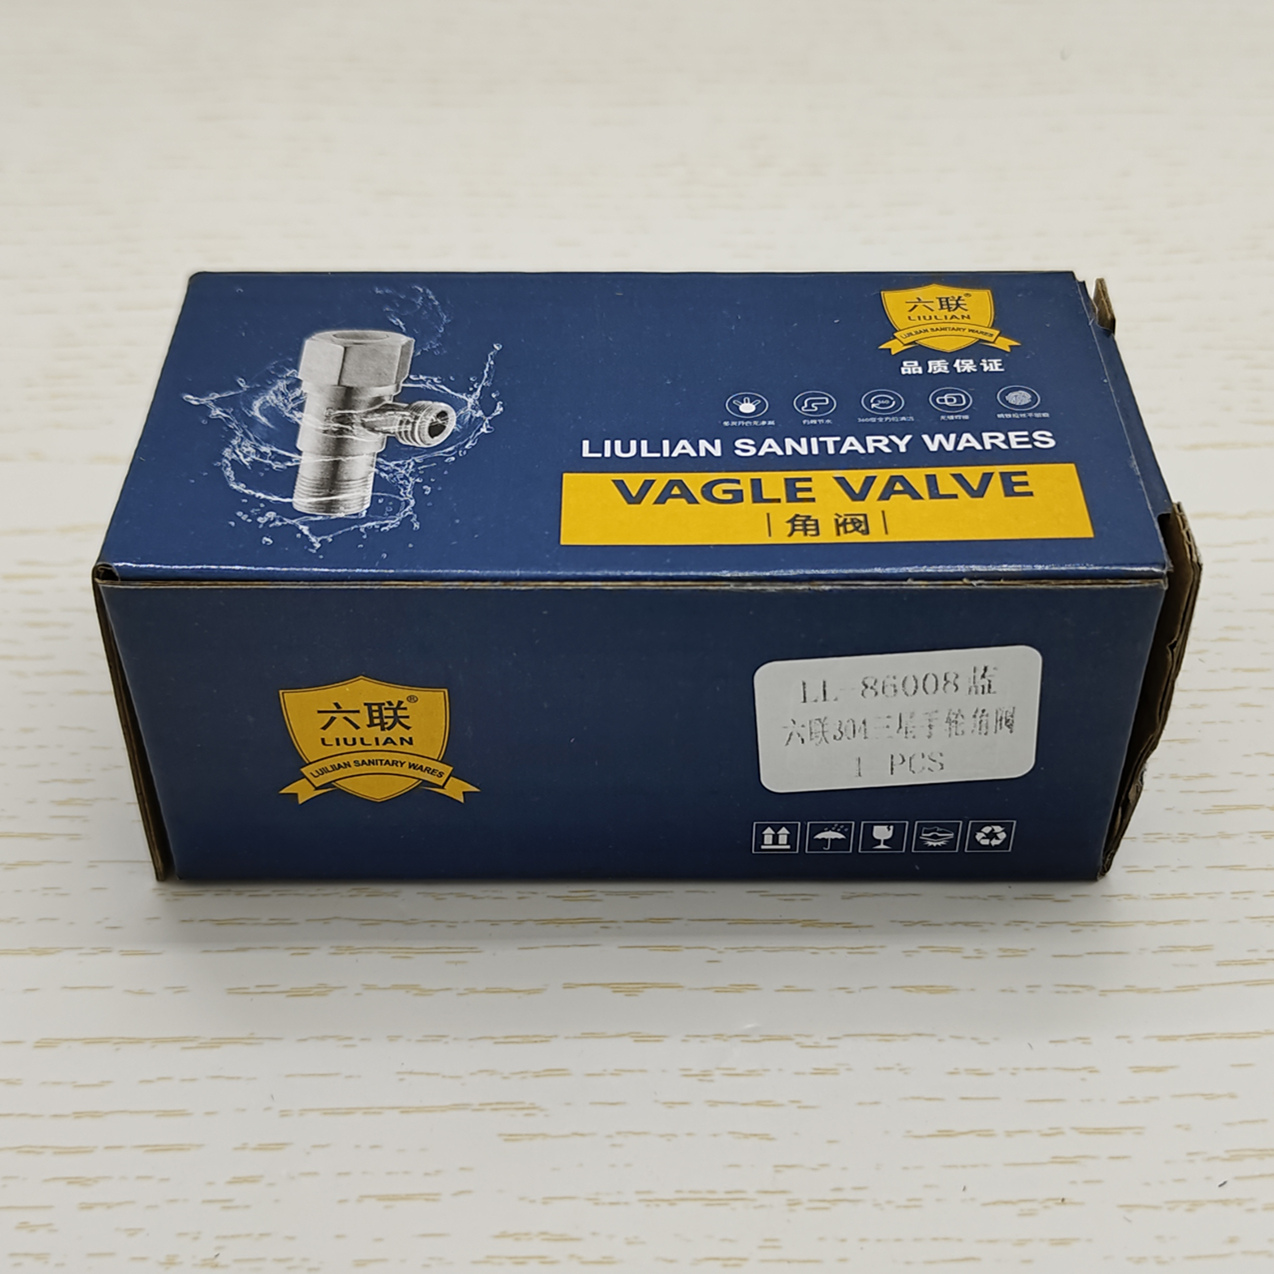 六联®
LIULIAN
LIULIAN SANITARY WARES
品质保证
LIULIAN SANITARY WARES
VAGLE VALVE
角阀
六联®
LIULIAN
LIULIAN SANITARY WARES
LL-86008蓝
六联304三星手轮角阀
1 PCS